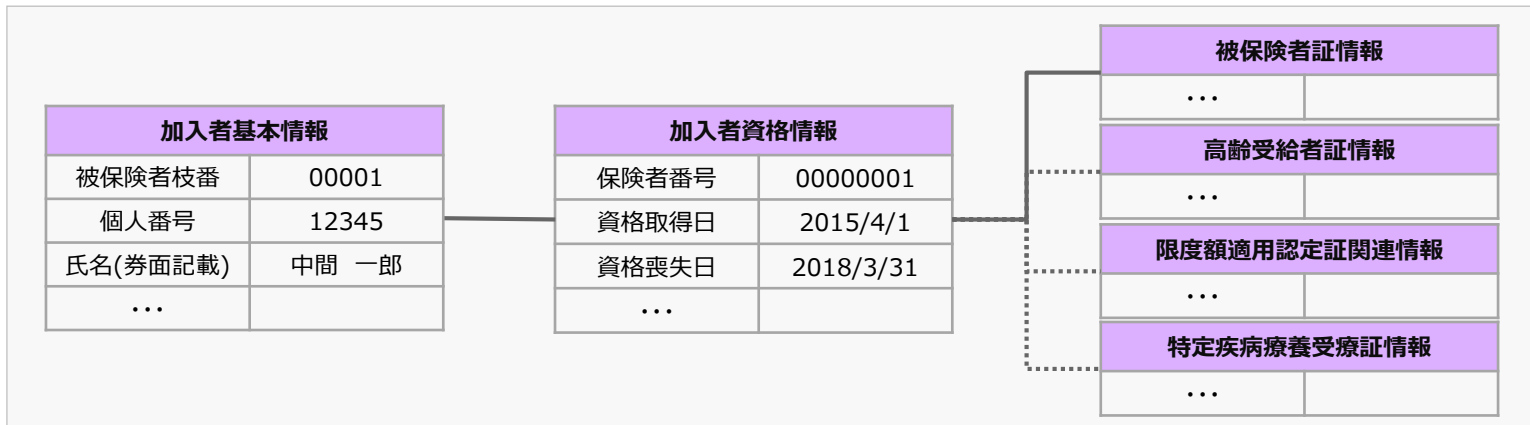 加入者基本情報
被保険者枝番 00001
個人番号 12345
氏名(券面記載) 中間 一郎
・・・
加入者資格情報
保険者番号 00000001
資格取得日 2015/4/1
資格喪失日 2018/3/31
・・・
被保険者証情報
・・・
高齢受給者証情報
・・・
限度額適用認定証関連情報
・・・
特定疾病療養受療証情報
・・・